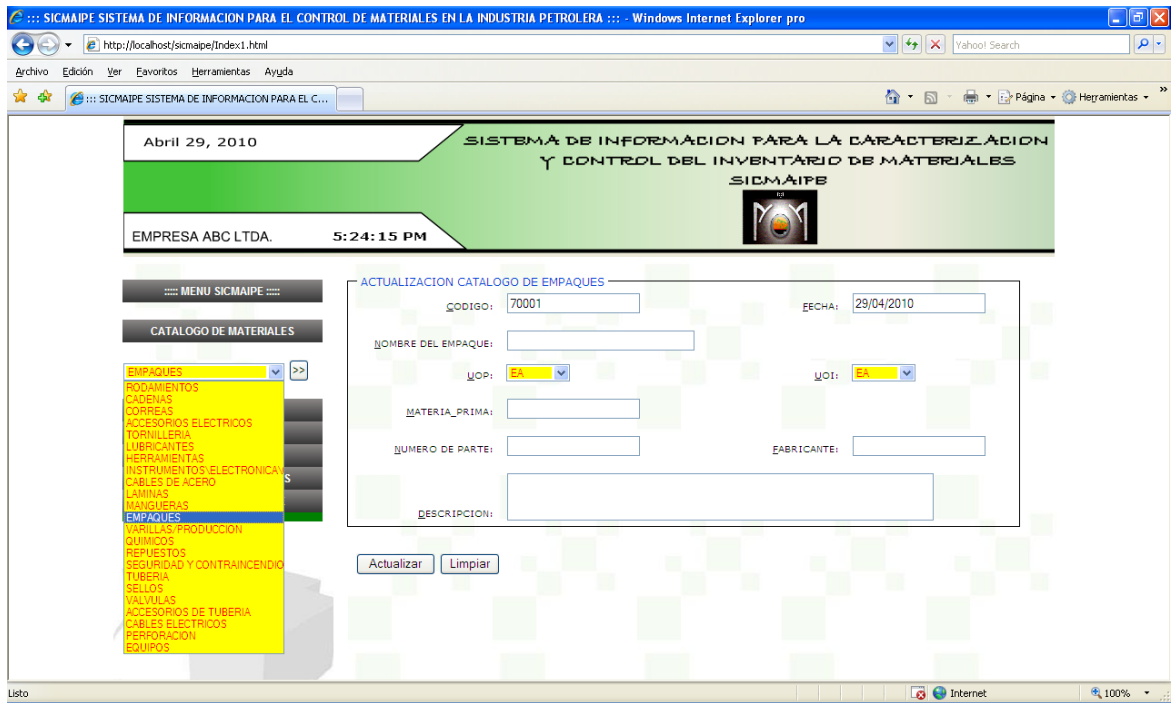 ::: SICMAIPE SISTEMA DE INFORMACION PARA EL CONTROL DE MATERIALES EN LA INDUSTRIA PETROLERA ::: - Windows Internet Explorer pro
http://localhost/sicmaipe/Index1.html
Yahoo! Search
Archivo Edición Ver Favoritos Herramientas Ayuda
::: SICMAIPE SISTEMA DE INFORMACION PARA EL C...
Página Herramientas
Abril 29, 2010
SISTEMA DE INFORMACION PARA LA CARACTERIZACION
Y CONTROL DEL INVENTARIO DE MATERIALES
SICMAIPE
EMPRESA ABC LTDA. 5:24:15 PM
::::: MENU SICMAIPE :::::
CATALOGO DE MATERIALES
EMPAQUES >>
RODAMIENTOS
CADENAS
CORREAS
ACCESORIOS ELECTRICOS
TORNILLERIA
LUBRICANTES
HERRAMIENTAS
INSTRUMENTOS\ELECTRONICA\
CABLES DE ACERO
LAMINAS
MANGUERAS
EMPAQUES
VARILLAS/PRODUCCION
QUIMICOS
REPUESTOS
SEGURIDAD Y CONTRAINCENDIO
TUBERIA
SELLOS
VALVULAS
ACCESORIOS DE TUBERIA
CABLES ELECTRICOS
PERFORACION
EQUIPOS
S
ACTUALIZACION CATALOGO DE EMPAQUES
CODIGO: 70001 FECHA: 29/04/2010
NOMBRE DEL EMPAQUE:
UOP: EA UOI: EA
MATERIA_PRIMA:
NUMERO DE PARTE: FABRICANTE:
DESCRIPCION:
Actualizar Limpiar
Listo Internet 100%